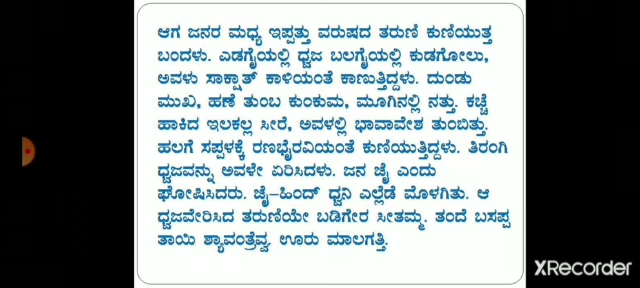 ಆಗ ಜನರ ಮಧ್ಯ ಇಪ್ಪತ್ತು ವರುಷದ ತರುಣಿ ಕುಣಿಯುತ್ತ
ಬಂದಳು. ಎಡಗೈಯಲ್ಲಿ ಧ್ವಜ ಬಲಗೈಯಲ್ಲಿ ಕುಡಗೋಲು,
ಅವಳು ಸಾಕ್ಷಾತ್ ಕಾಳಿಯಂತೆ ಕಾಣುತ್ತಿದ್ದಳು. ದುಂಡು
ಮುಖ, ಹಣೆ ತುಂಬ ಕುಂಕುಮ, ಮೂಗಿನಲ್ಲಿ ನತ್ತು. ಕಚ್ಚೆ
ಹಾಕಿದ ಇಲಕಲ್ಲ ಸೀರೆ, ಅವಳಲ್ಲಿ ಭಾವಾವೇಶ ತುಂಬಿತ್ತು.
ಹಲಗೆ ಸಪ್ಪಳಕ್ಕೆ ರಣಭೈರವಿಯಂತೆ ಕುಣಿಯುತ್ತಿದ್ದಳು. ತಿರಂಗಿ
ಧ್ವಜವನ್ನು ಅವಳೇ ಏರಿಸಿದಳು. ಜನ ಜೈ ಎಂದು
ಘೋಷಿಸಿದರು. ಜೈ-ಹಿಂದ್ ಧ್ವನಿ ಎಲ್ಲೆಡೆ ಮೊಳಗಿತು. ಆ
ಧ್ವಜವೇರಿಸಿದ ತರುಣಿಯೇ ಬಡಿಗೇರ ಸೀತಮ್ಮ. ತಂದೆ ಬಸಪ್ಪ
ತಾಯಿ ಶ್ಯಾವಂತ್ರೆವ್ವ. ಊರು ಮಾಲಗತ್ತಿ.
XRecorder